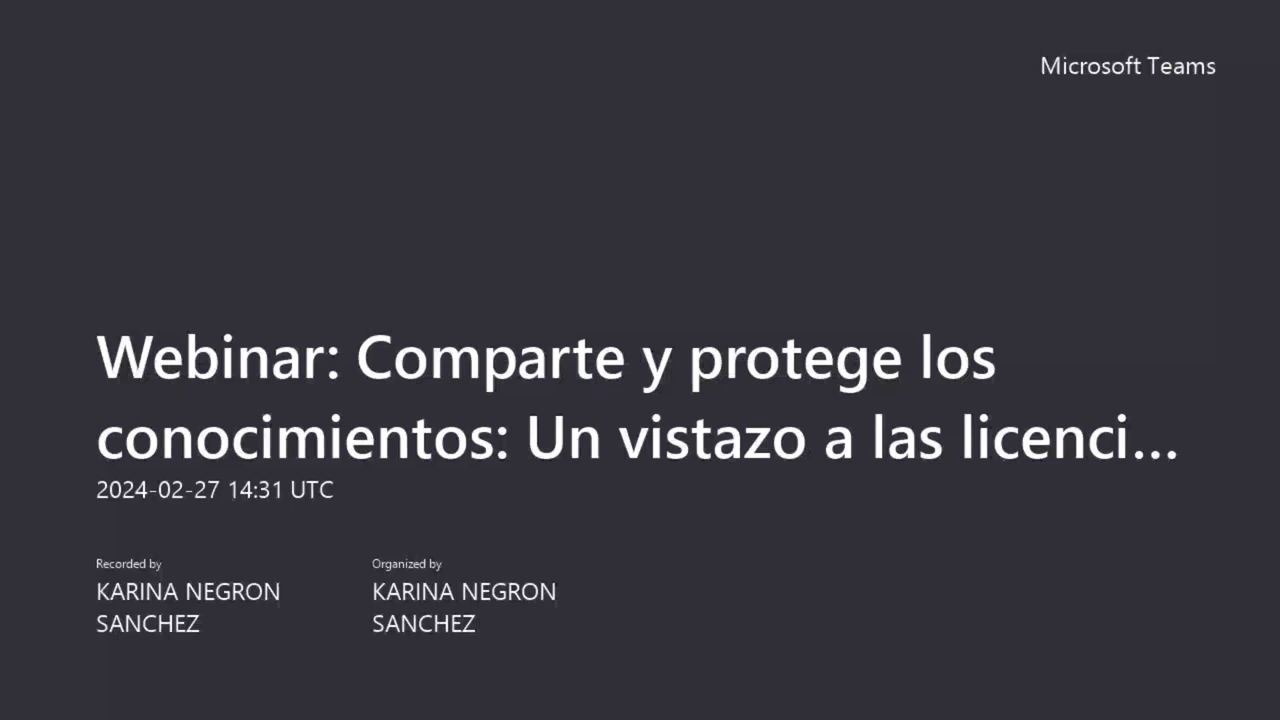 Microsoft Teams
Webinar: Comparte y protege los
conocimientos: Un vistazo a las licenci...
2024-02-27 14:31 UTC
Recorded by
KARINA NEGRON
SANCHEZ
Organized by
KARINA NEGRON
SANCHEZ